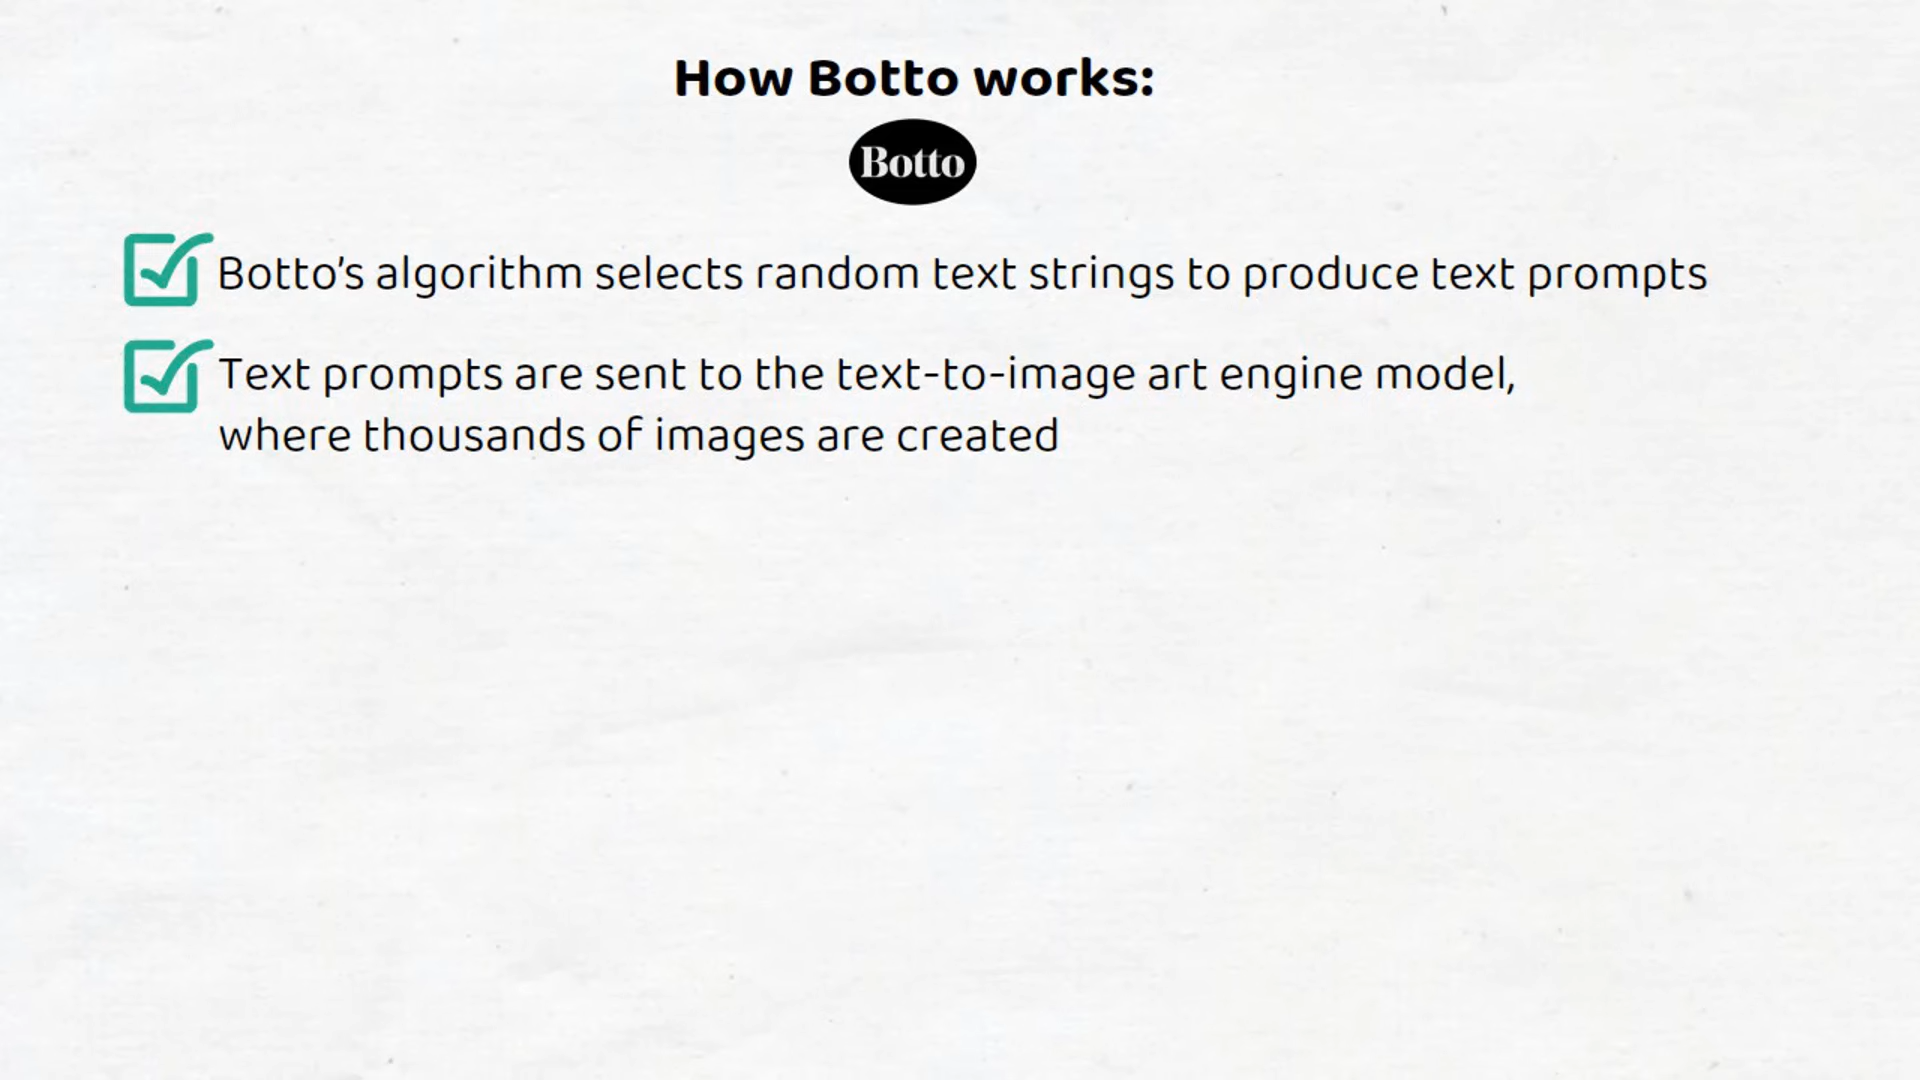 How Botto works:
Botto
Botto’s algorithm selects random text strings to produce text prompts
Text prompts are sent to the text-to-image art engine model,
where thousands of images are created